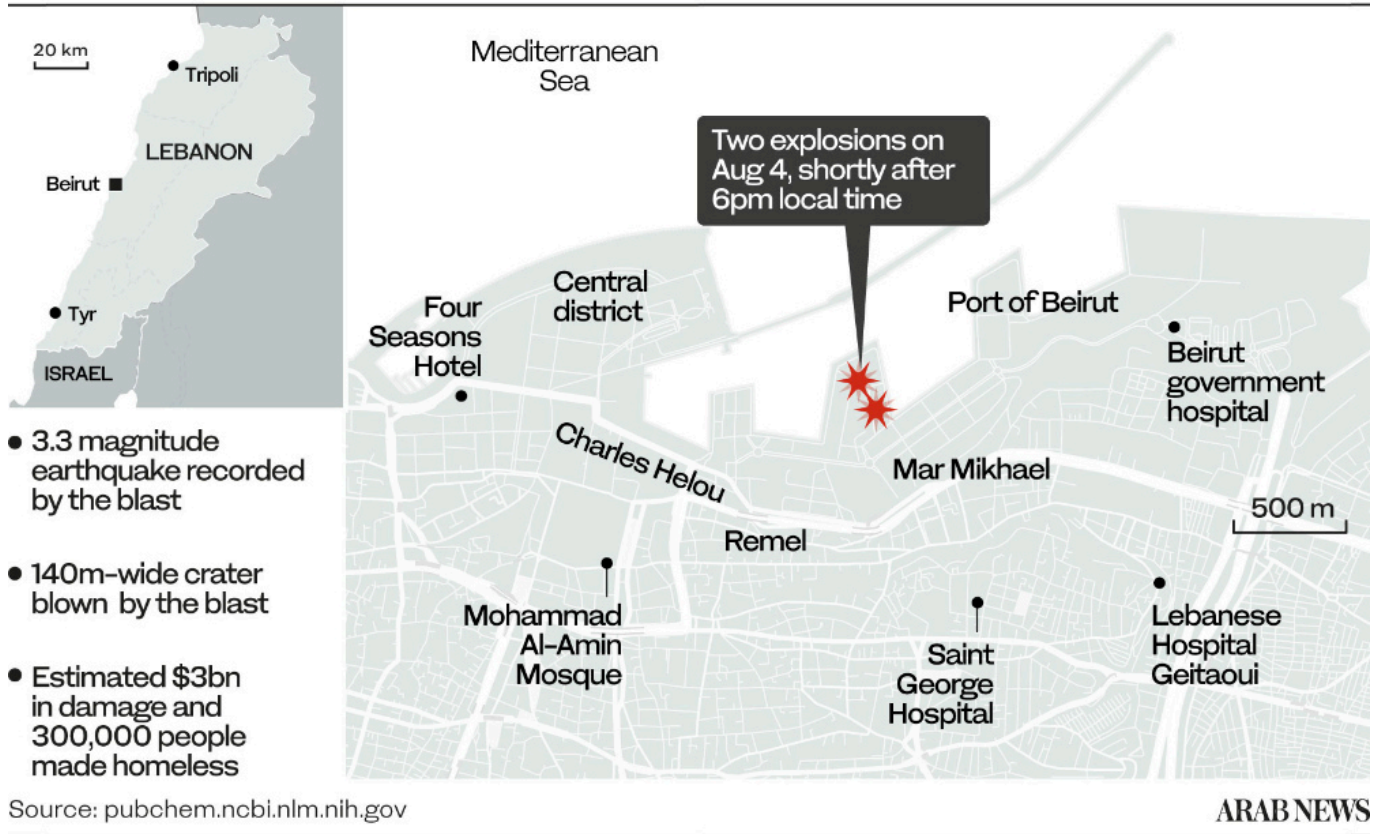 20 km
Tripoli
LEBANON
Beirut
Tyr
ISRAEL
3.3 magnitude
earthquake recorded
by the blast
140m-wide crater
blown by the blast
Estimated $3bn
in damage and
300,000 people
made homeless
Mediterranean
Sea
Two explosions on
Aug 4, shortly after
6pm local time
Central
district
Four
Seasons
Hotel
Port of Beirut
Beirut
government
hospital
Charles Helou
Mar Mikhael
500 m
Remel
Mohammad
Al-Amin
Mosque
Saint
George
Hospital
Lebanese
Hospital
Geitaoui
Source: pubchem.ncbi.nlm.nih.gov
ARAB NEWS